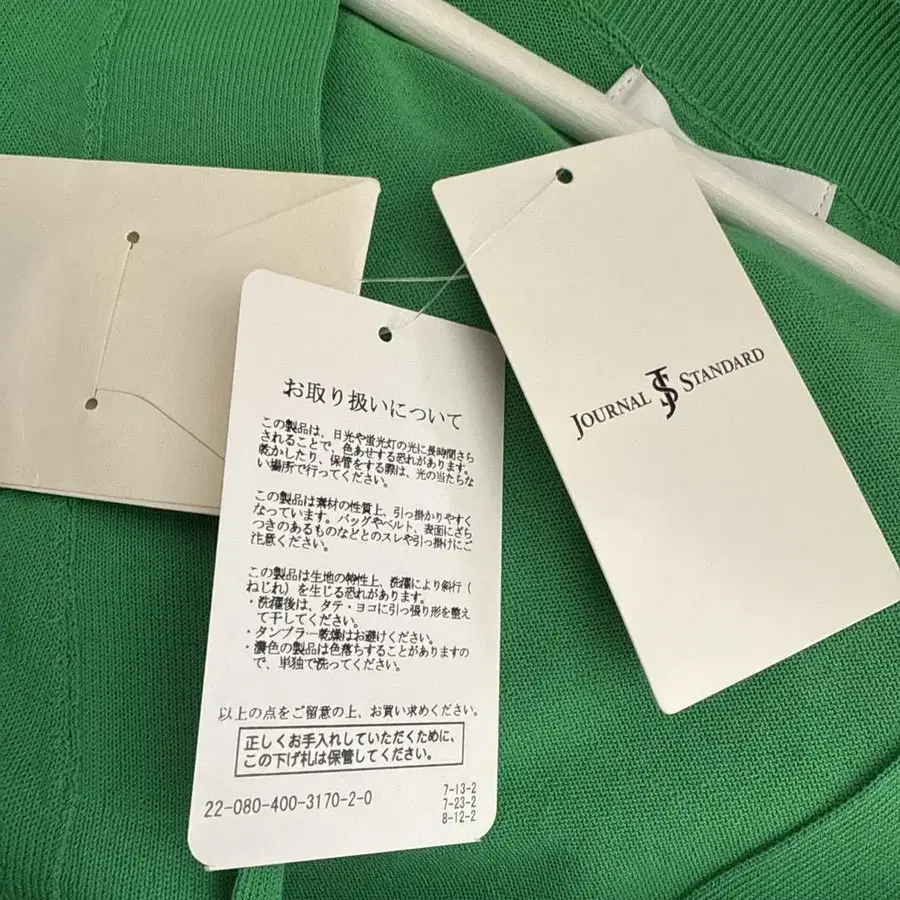 お取り扱いについて
この製品は、日光や蛍光灯の光に長時間さら
されることで、色あせする恐れがあります。
乾かしたり、保管をする際は、光の当たらな
い場所で行ってください。
この製品は素材の性質上、引っ掛かりやすく
なっています。バッグやベルト、表面にざら
つきのあるものなどとのスレや引っ掛けにご
注意ください。
この製品は生地の特性上、洗濯により斜行(
ねじれ)を生じる恐れがあります。
・洗濯後は、タテ・ヨコに引っ張り形を整え
て干してください。
・タンブラー乾燥はお避けください。
・濃色の製品は色落ちすることがありますの
で、単独で洗ってください。
以上の点をご留意の上、お買い求めください。
正しくお手入れしていただくために、
この下げ札は保管してください。
22-080-400-3170-2-0
7-13-2
7-23-2
8-12-2
JOURNAL JS STANDARD